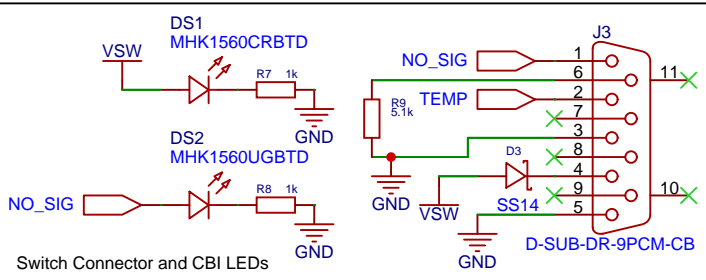 DS1
MHK1560CRBTD
VSW
R7 1k
GND
DS2
MHK1560UGBTD
NO_SIG
R8 1k
GND
Switch Connector and CBI LEDs
J3
NO_SIG
1
6
11
R9
5.1k
TEMP
2
7
3
8
D3
4
GND
VSW
SS14
9
10
5
GND
D-SUB-DR-9PCM-CB